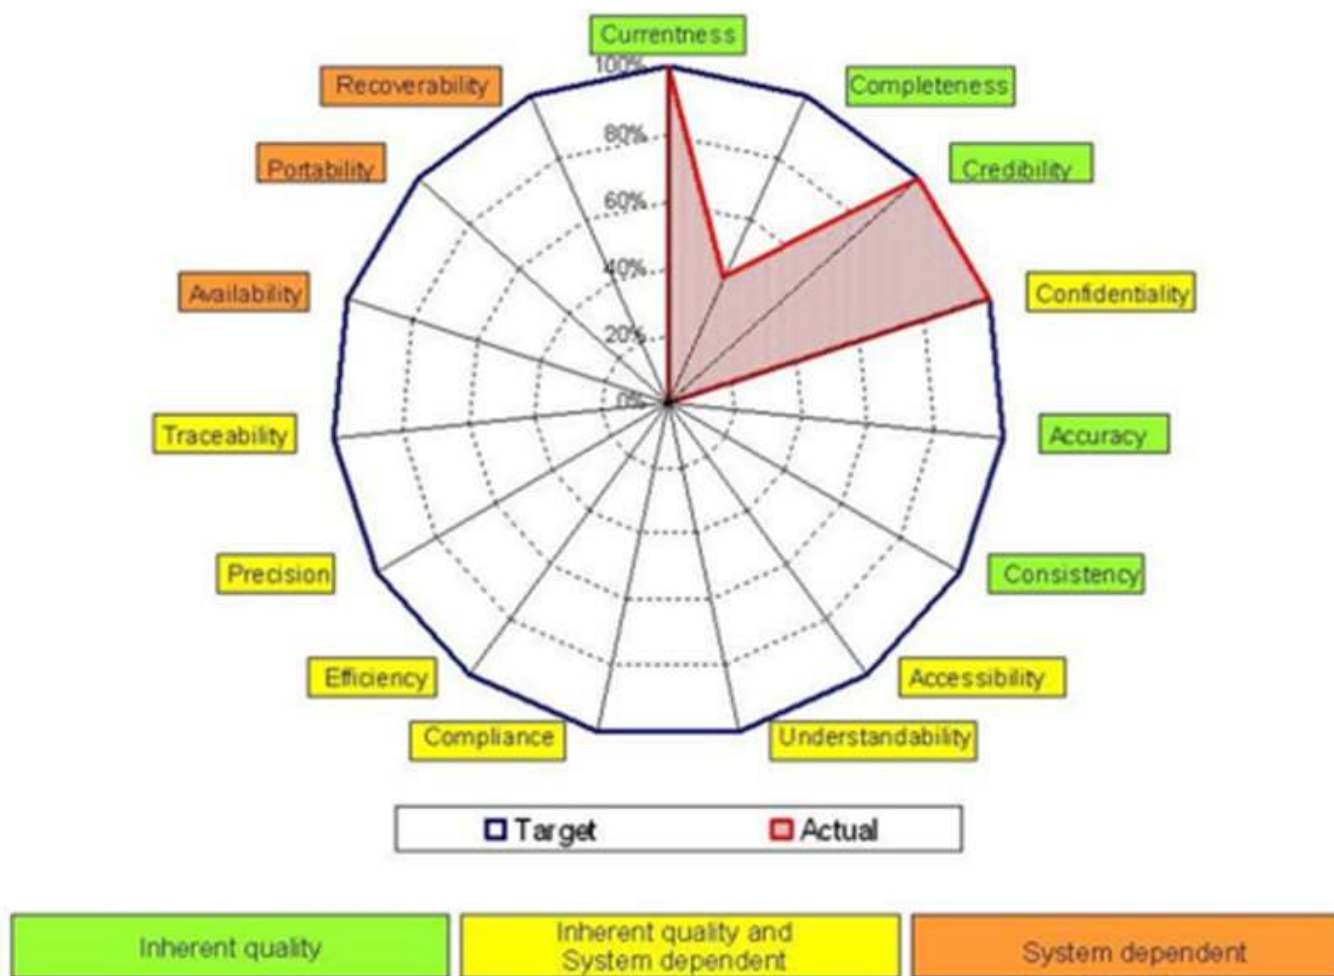 Currentness
100%
Recoverability
Completeness
80%
Portability
Credibility
60%
40%
Availability
Confidentiality
20%
0%
Traceability
Accuracy
Precision
Consistency
Efficiency
Accessibility
Compliance
Understandability
Target
Actual
Inherent quality
Inherent quality and
System dependent
System dependent